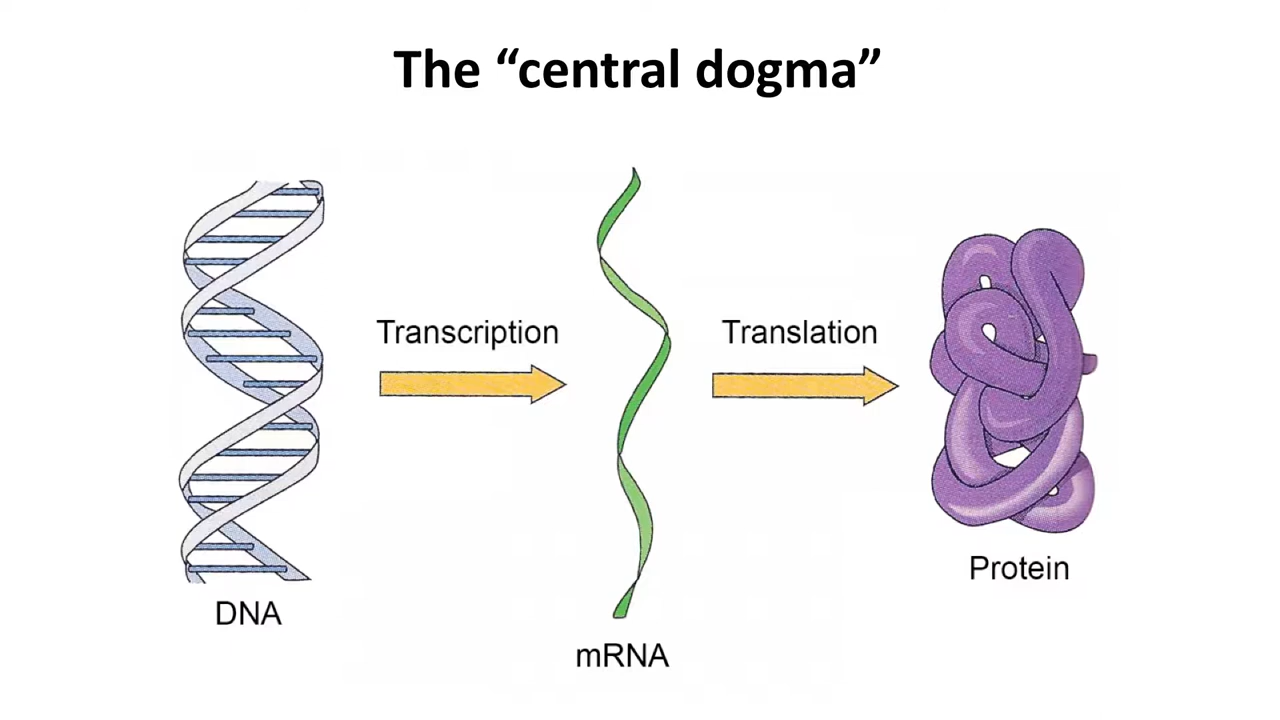 The “central dogma”
Transcription
Translation
Protein
DNA
mRNA